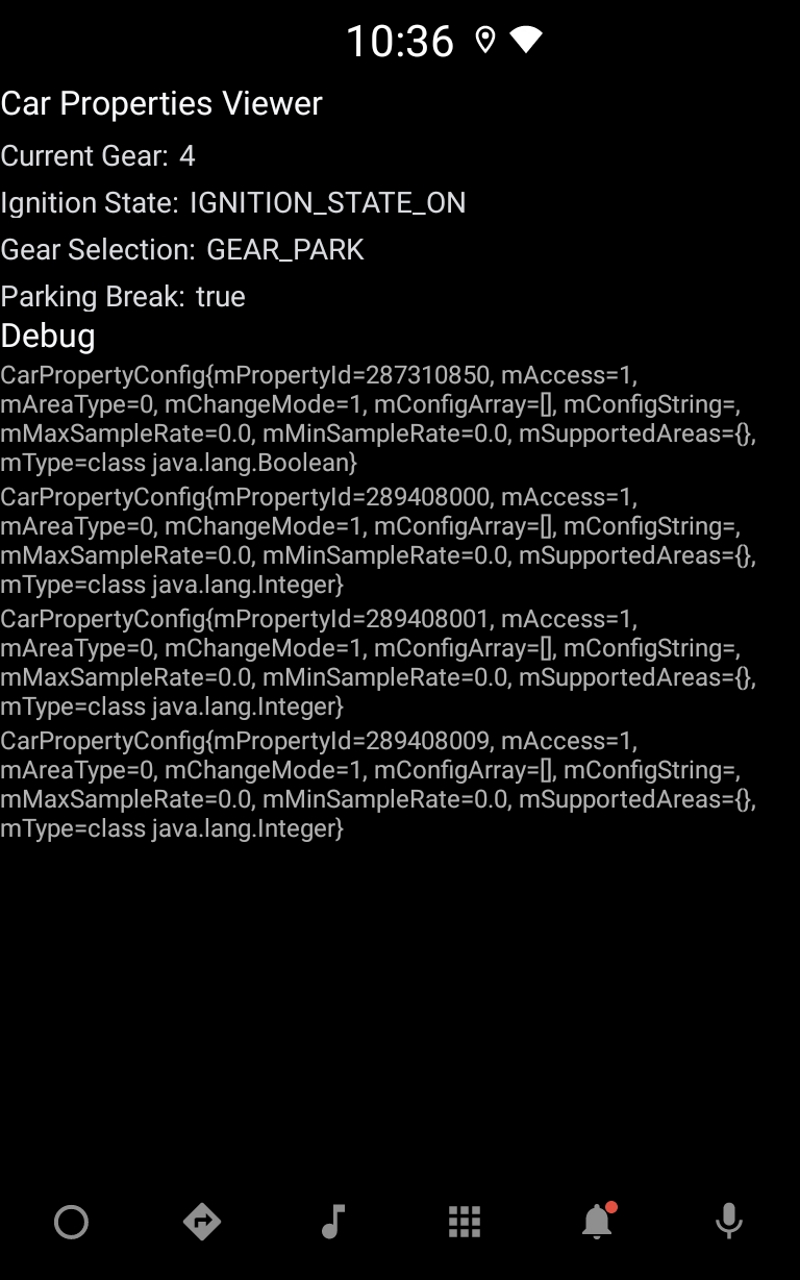 10:36
Car Properties Viewer
Current Gear: 4
Ignition State: IGNITION_STATE_ON
Gear Selection: GEAR_PARK
Parking Break: true
Debug
CarPropertyConfig{mPropertyId=287310850, mAccess=1,
mAreaType=0, mChangeMode=1, mConfigArray=[], mConfigString=,
mMaxSampleRate=0.0, mMinSampleRate=0.0, mSupportedAreas={},
mType=class java.lang.Boolean}
CarPropertyConfig{mPropertyId=289408000, mAccess=1,
mAreaType=0, mChangeMode=1, mConfigArray=[], mConfigString=,
mMaxSampleRate=0.0, mMinSampleRate=0.0, mSupportedAreas={},
mType=class java.lang.Integer}
CarPropertyConfig{mPropertyId=289408001, mAccess=1,
mAreaType=0, mChangeMode=1, mConfigArray=[], mConfigString=,
mMaxSampleRate=0.0, mMinSampleRate=0.0, mSupportedAreas={},
mType=class java.lang.Integer}
CarPropertyConfig{mPropertyId=289408009, mAccess=1,
mAreaType=0, mChangeMode=1, mConfigArray=[], mConfigString=,
mMaxSampleRate=0.0, mMinSampleRate=0.0, mSupportedAreas={},
mType=class java.lang.Integer}